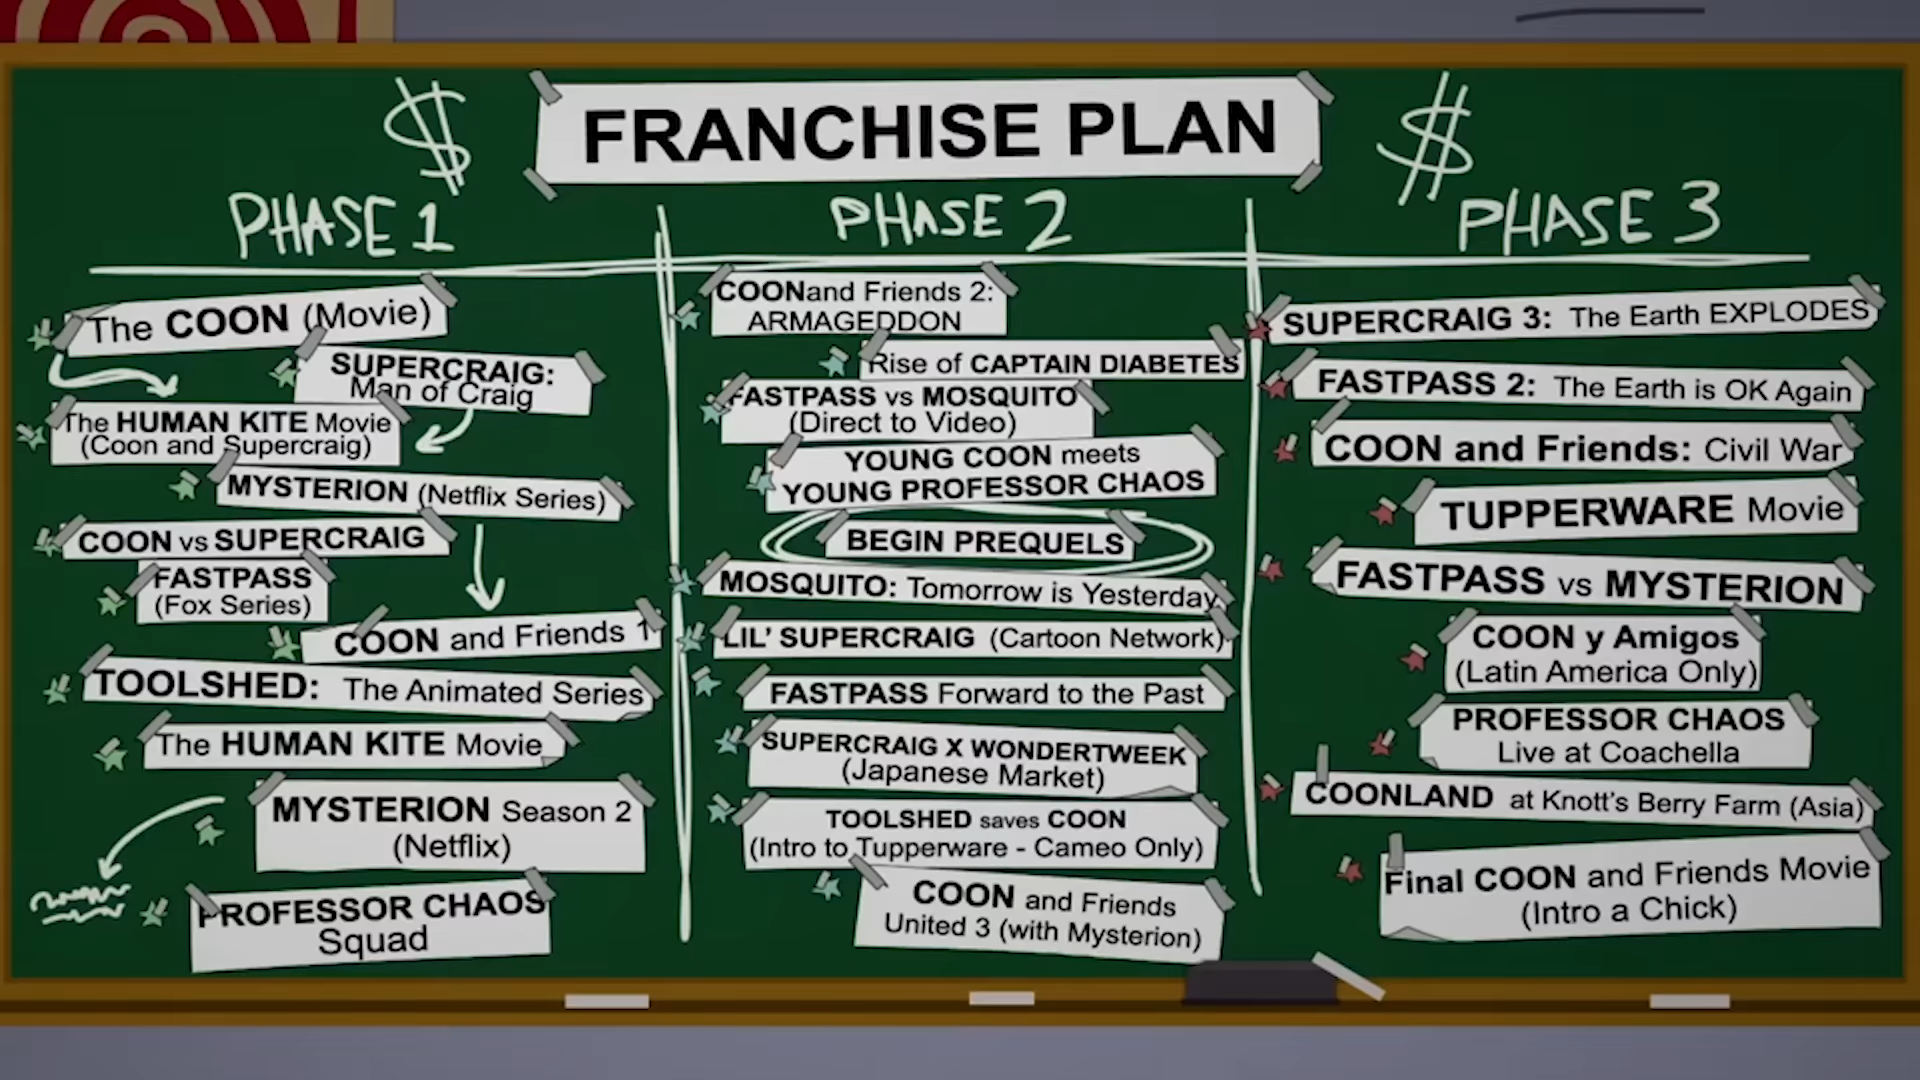 $ FRANCHISE PLAN $
PHASE 1
The COON (Movie)
SUPERCRAIG:
Man of Craig
The HUMAN KITE Movie
(Coon and Supercraig)
MYSTERION (Netflix Series)
COON vs SUPERCRAIG
FASTPASS
(Fox Series)
COON and Friends 1
TOOLSHED: The Animated Series
The HUMAN KITE Movie
MYSTERION Season 2
(Netflix)
PROFESSOR CHAOS
Squad
PHASE 2
COONand Friends 2:
ARMAGEDDON
Rise of CAPTAIN DIABETES
FASTPASS vs MOSQUITO
(Direct to Video)
YOUNG COON meets
YOUNG PROFESSOR CHAOS
BEGIN PREQUELS
MOSQUITO: Tomorrow is Yesterday
LIL' SUPERCRAIG (Cartoon Network)
FASTPASS Forward to the Past
SUPERCRAIG X WONDERTWEEK
(Japanese Market)
TOOLSHED saves COON
(Intro to Tupperware - Cameo Only)
COON and Friends
United 3 (with Mysterion)
PHASE 3
SUPERCRAIG 3: The Earth EXPLODES
FASTPASS 2: The Earth is OK Again
COON and Friends: Civil War
TUPPERWARE Movie
FASTPASS vs MYSTERION
COON y Amigos
(Latin America Only)
PROFESSOR CHAOS
Live at Coachella
COONLAND at Knott's Berry Farm (Asia)
Final COON and Friends Movie
(Intro a Chick)